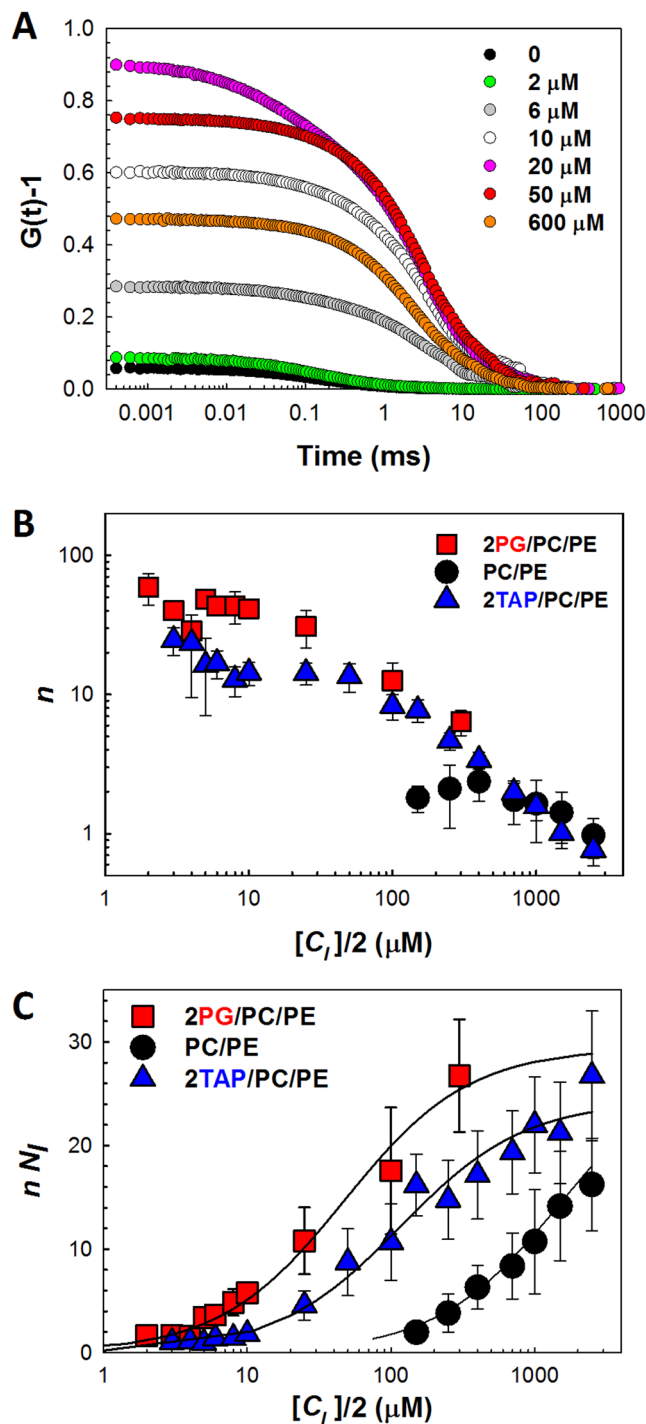 A
1.0
0.8
0.6
0.4
0.2
0.0
G(t)-1
0
2 μM
6 μM
10 μM
20 μM
50 μM
600 μM
0.001 0.01 0.1 1 10 100 1000
Time (ms)
B
100
10
1
n
2PG/PC/PE
PC/PE
2TAP/PC/PE
1 10 100 1000
[Cl]/2 (μM)
C
30
20
10
0
n Nl
2PG/PC/PE
PC/PE
2TAP/PC/PE
1 10 100 1000
[Cl]/2 (μM)